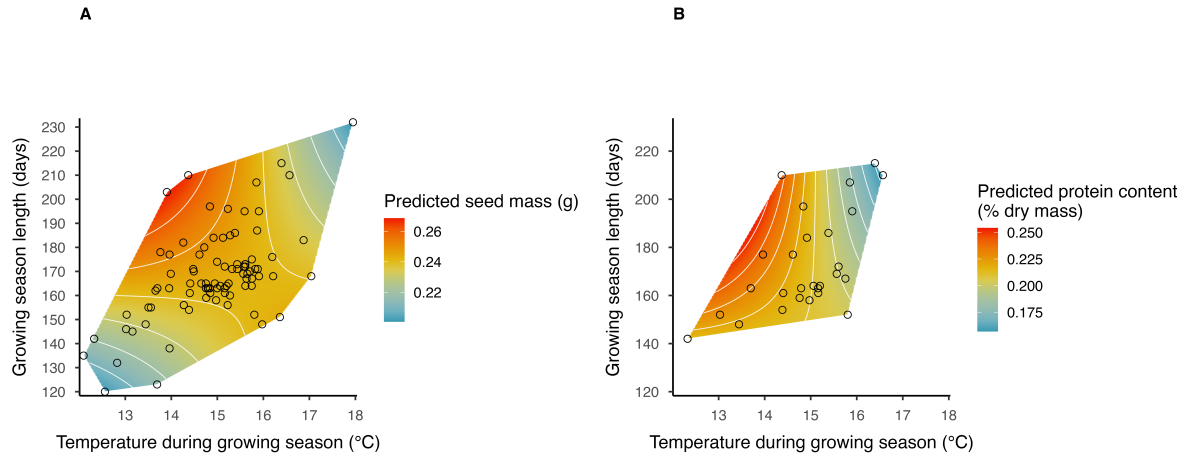 A
Growing season length (days)
230
220
210
200
190
180
170
160
150
140
130
120
13 14 15 16 17 18
Temperature during growing season (°C)
Predicted seed mass (g)
0.26
0.24
0.22
B
Growing season length (days)
220
200
180
160
140
120
13 14 15 16 17 18
Temperature during growing season (°C)
Predicted protein content
(% dry mass)
0.250
0.225
0.200
0.175